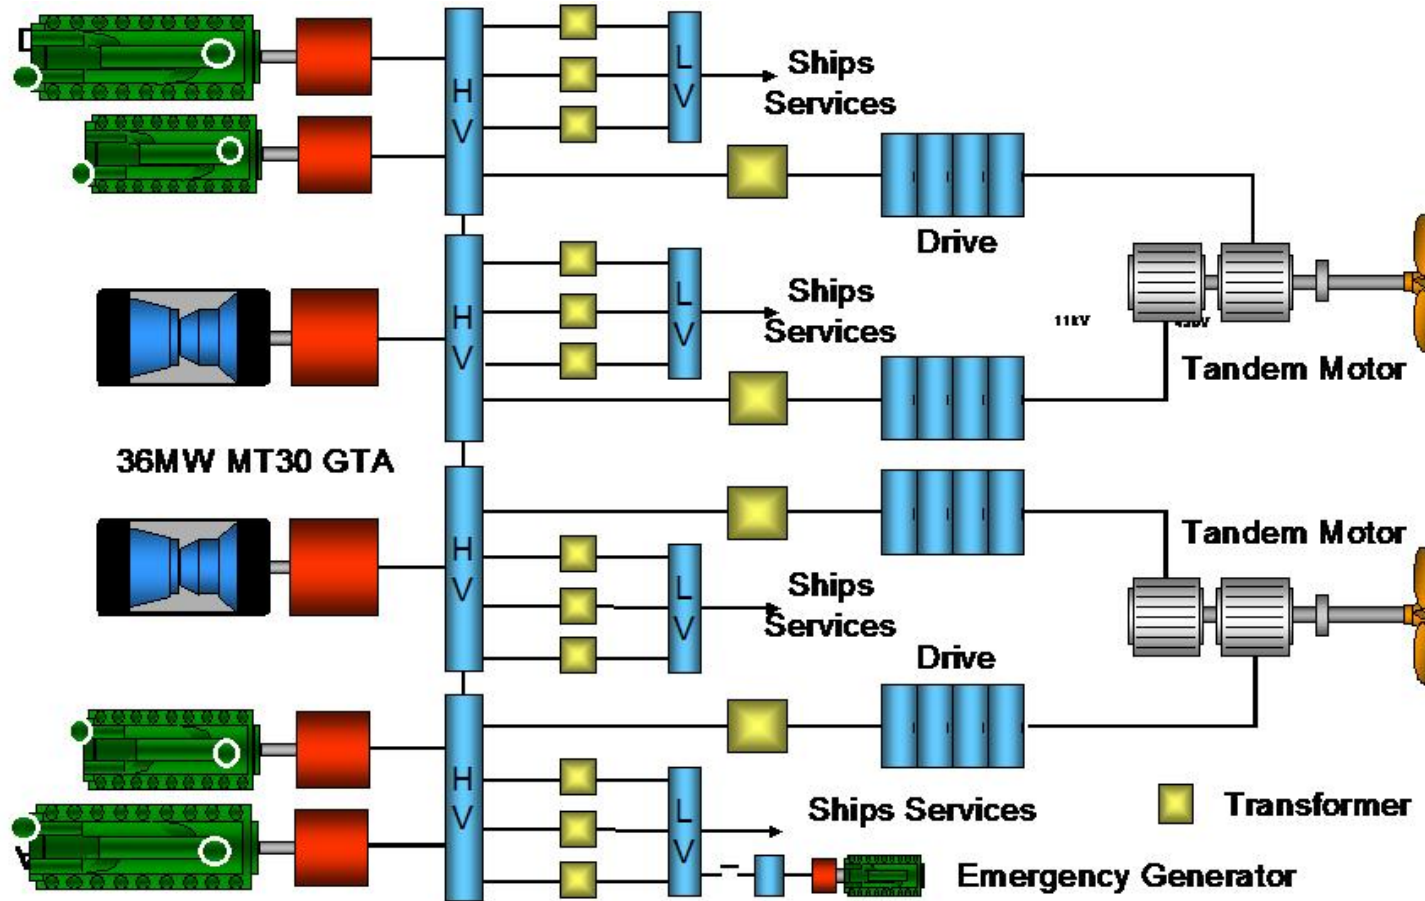 H
V
L
V
Ships
Services
Drive
H
V
L
V
Ships
Services
11kV
Tandem Motor
36MW MT30 GTA
H
V
L
V
Ships
Services
Tandem Motor
Drive
H
V
L
V
Ships Services
Transformer
Emergency Generator